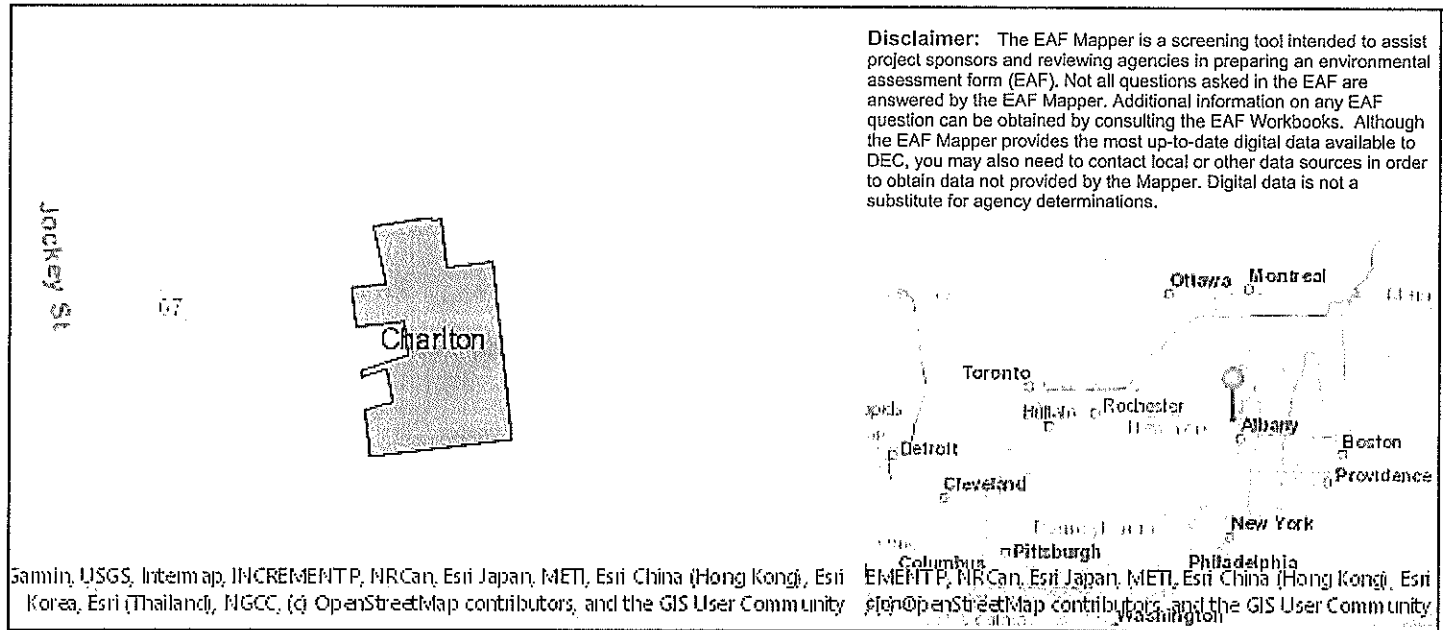 Disclaimer: The EAF Mapper is a screening tool intended to assist
project sponsors and reviewing agencies in preparing an environmental
assessment form (EAF). Not all questions asked in the EAF are
answered by the EAF Mapper. Additional information on any EAF
question can be obtained by consulting the EAF Workbooks. Although
the EAF Mapper provides the most up-to-date digital data available to
DEC, you may also need to contact local or other data sources in order
to obtain data not provided by the Mapper. Digital data is not a
substitute for agency determinations.
Jockey St
67
Charlton
Ottawa
Montreal
Toronto
Rochester
Albany
Detroit
Boston
Providence
Cleveland
New York
Pittsburgh
Columbus
Philadelphia
Washington
Garmin, USGS, Intermap, INCREMENT P, NRCan, Esri Japan, METI, Esri China (Hong Kong), Esri
Korea, Esri (Thailand), NGCC, (c) OpenStreetMap contributors, and the GIS User Community
EMENT P, NRCan, Esri Japan, METI, Esri China (Hong Kong), Esri
OpenStreetMap contributors, and the GIS User Community